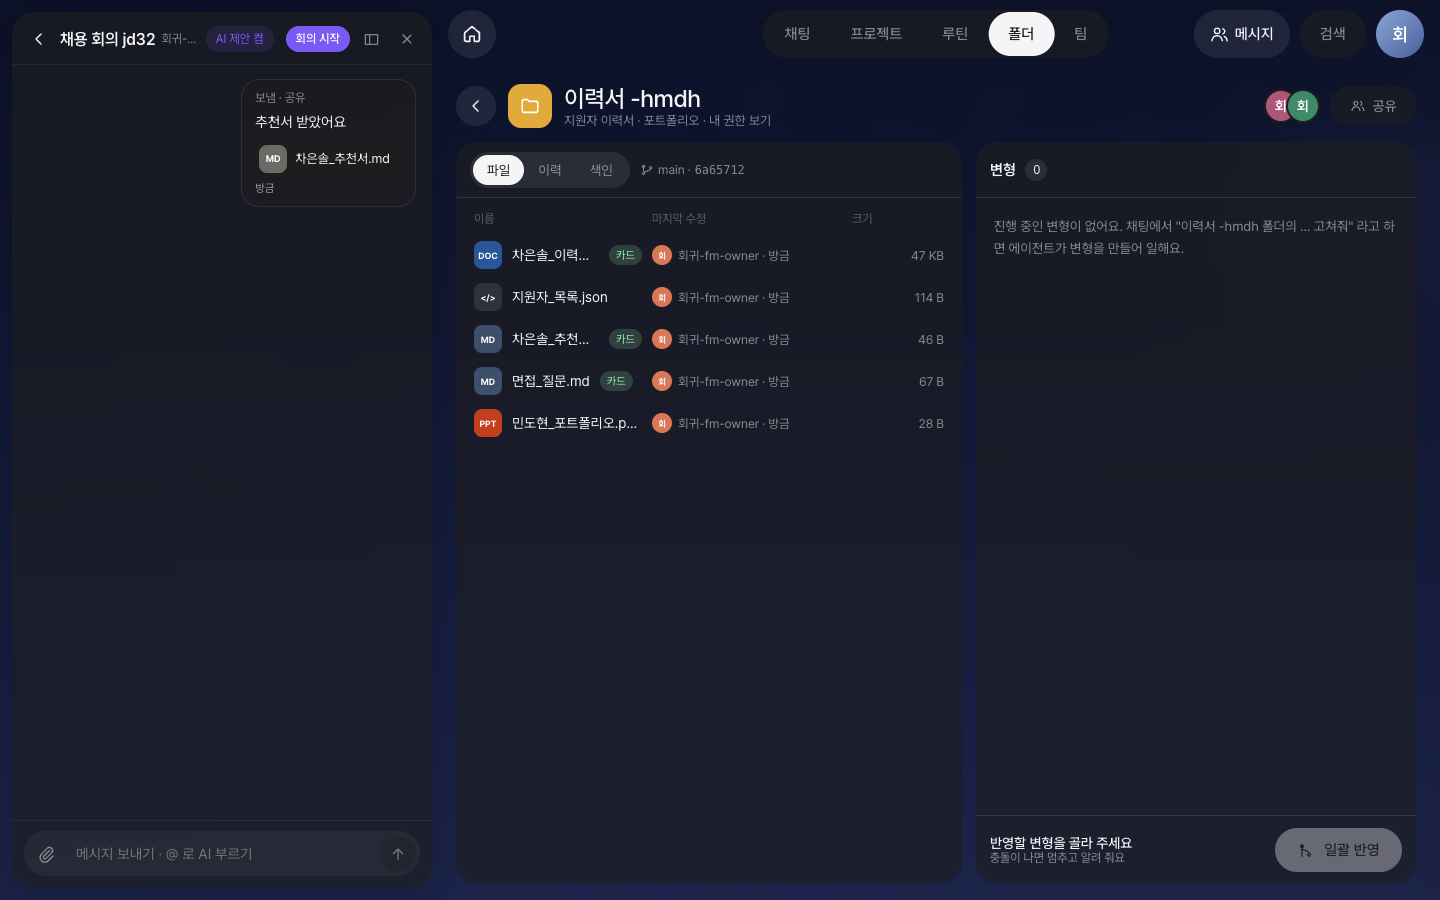 채용 회의 jd32 회귀-... AI 제안 켬 회의 시작
보냄 · 공유
추천서 받았어요
MD 차은솔_추천서.md
방금
메시지 보내기 · @ 로 AI 부르기
채팅 프로젝트 루틴 폴더 팀
메시지 검색 회
이력서 -hmdh
지원자 이력서 · 포트폴리오 · 내 권한 보기
회 회 공유
파일 이력 색인 main · 6a65712
이름 마지막 수정 크기
DOC 차은솔_이력... 카드 회 회귀-fm-owner · 방금 47 KB
</> 지원자_목록.json 회 회귀-fm-owner · 방금 114 B
MD 차은솔_추천... 카드 회 회귀-fm-owner · 방금 46 B
MD 면접_질문.md 카드 회 회귀-fm-owner · 방금 67 B
PPT 민도현_포트폴리오.p... 회 회귀-fm-owner · 방금 28 B
변형 0
진행 중인 변형이 없어요. 채팅에서 "이력서 -hmdh 폴더의 ... 고쳐줘" 라고 하
면 에이전트가 변형을 만들어 일해요.
반영할 변형을 골라 주세요
충돌이 나면 멈추고 알려 줘요
일괄 반영